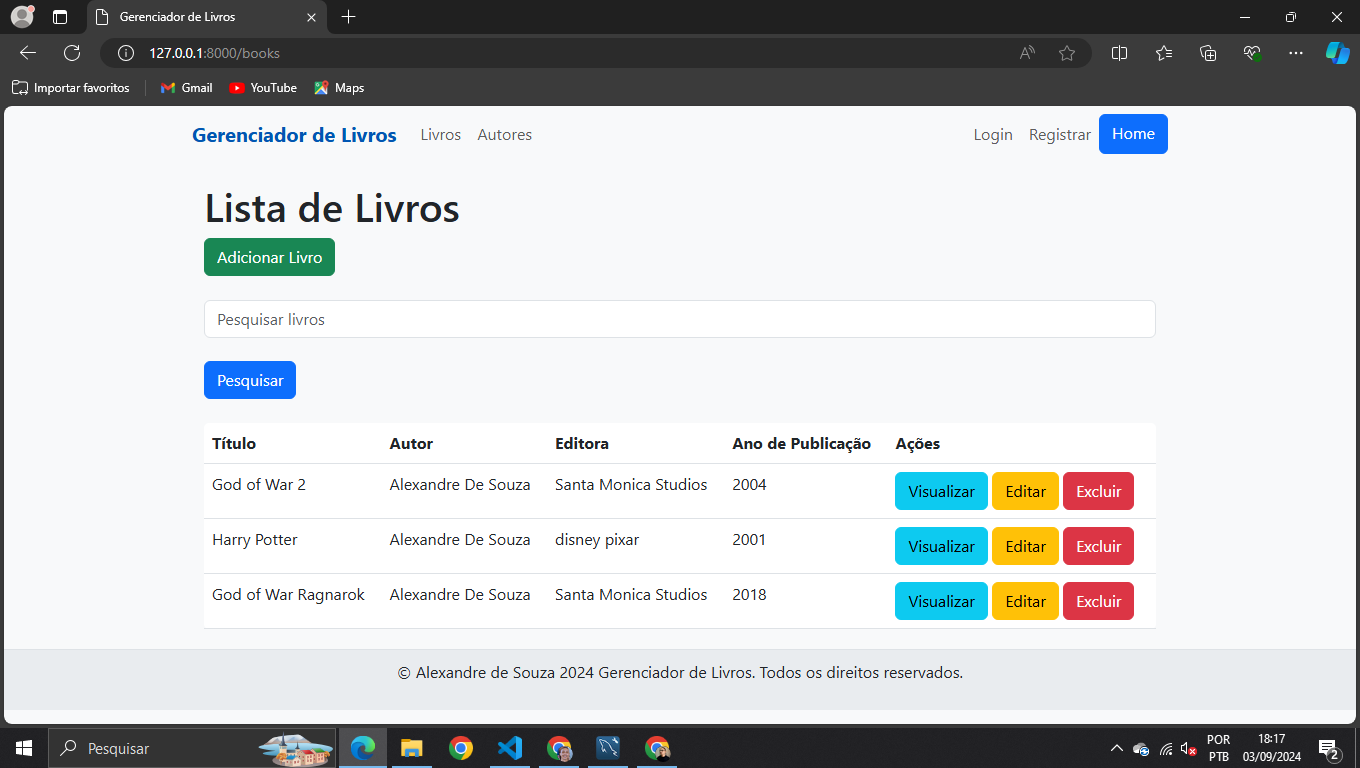 Gerenciador de Livros
127.0.0.1:8000/books
Importar favoritos Gmail YouTube Maps
Gerenciador de Livros Livros Autores Login Registrar Home
Lista de Livros
Adicionar Livro
Pesquisar livros
Pesquisar
Título Autor Editora Ano de Publicação Ações
God of War 2 Alexandre De Souza Santa Monica Studios 2004 Visualizar Editar Excluir
Harry Potter Alexandre De Souza disney pixar 2001 Visualizar Editar Excluir
God of War Ragnarok Alexandre De Souza Santa Monica Studios 2018 Visualizar Editar Excluir
© Alexandre de Souza 2024 Gerenciador de Livros. Todos os direitos reservados.
Pesquisar
POR 18:17
PTB 03/09/2024 2